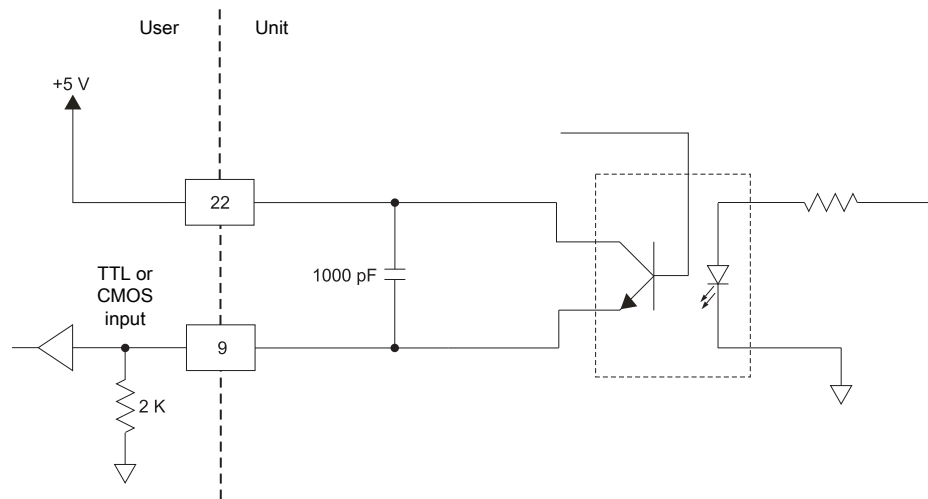 User
Unit
+5 V
22
1000 pF
TTL or
CMOS
input
9
2 K